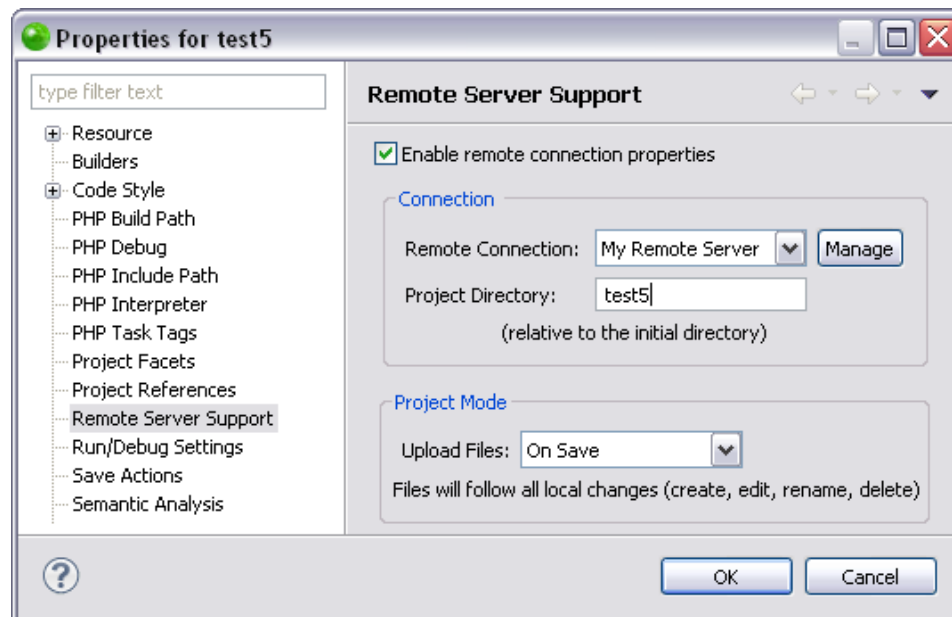 Properties for test5
type filter text
Resource
Builders
Code Style
PHP Build Path
PHP Debug
PHP Include Path
PHP Interpreter
PHP Task Tags
Project Facets
Project References
Remote Server Support
Run/Debug Settings
Save Actions
Semantic Analysis
Remote Server Support
Enable remote connection properties
Connection
Remote Connection: My Remote Server Manage
Project Directory: test5
(relative to the initial directory)
Project Mode
Upload Files: On Save
Files will follow all local changes (create, edit, rename, delete)
? OK Cancel